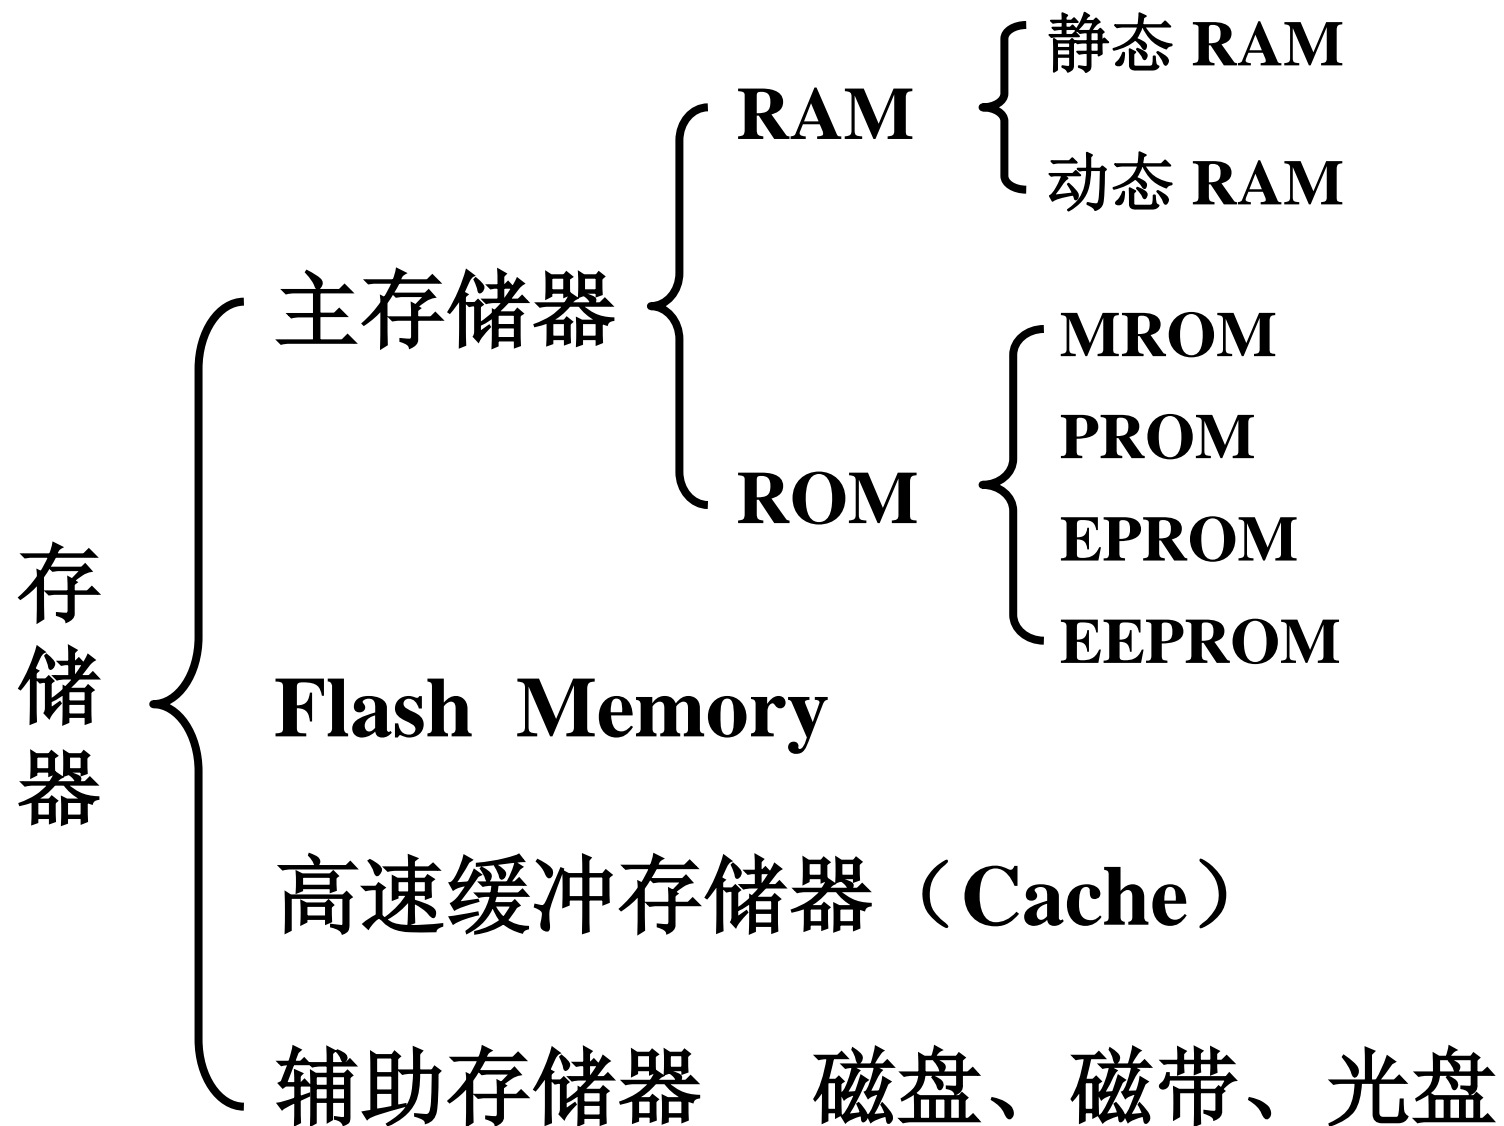 静态 RAM
RAM
动态 RAM
主存储器
MROM
PROM
ROM
EPROM
EEPROM
存储器
Flash Memory
高速缓冲存储器（Cache）
辅助存储器 磁盘、磁带、光盘